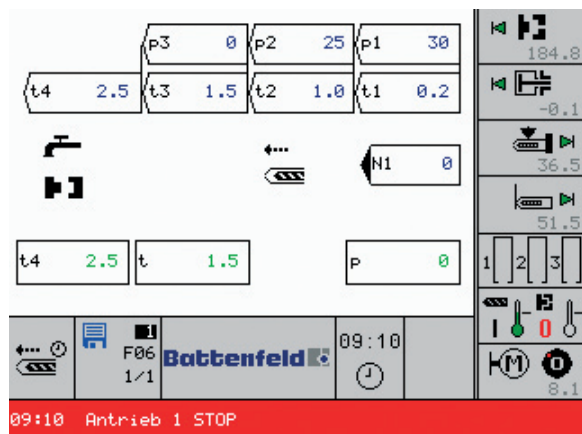 p3 0 p2 25 p1 30
184.8
t4 2.5 t3 1.5 t2 1.0 t1 0.2
-0.1
N1 0
36.5
51.5
t4 2.5 t 1.5 p 0
1 2 3
1
F06
1/1
Battenfeld
09:10
I 0
M 0
8.1
09:10 Antrieb 1 STOP